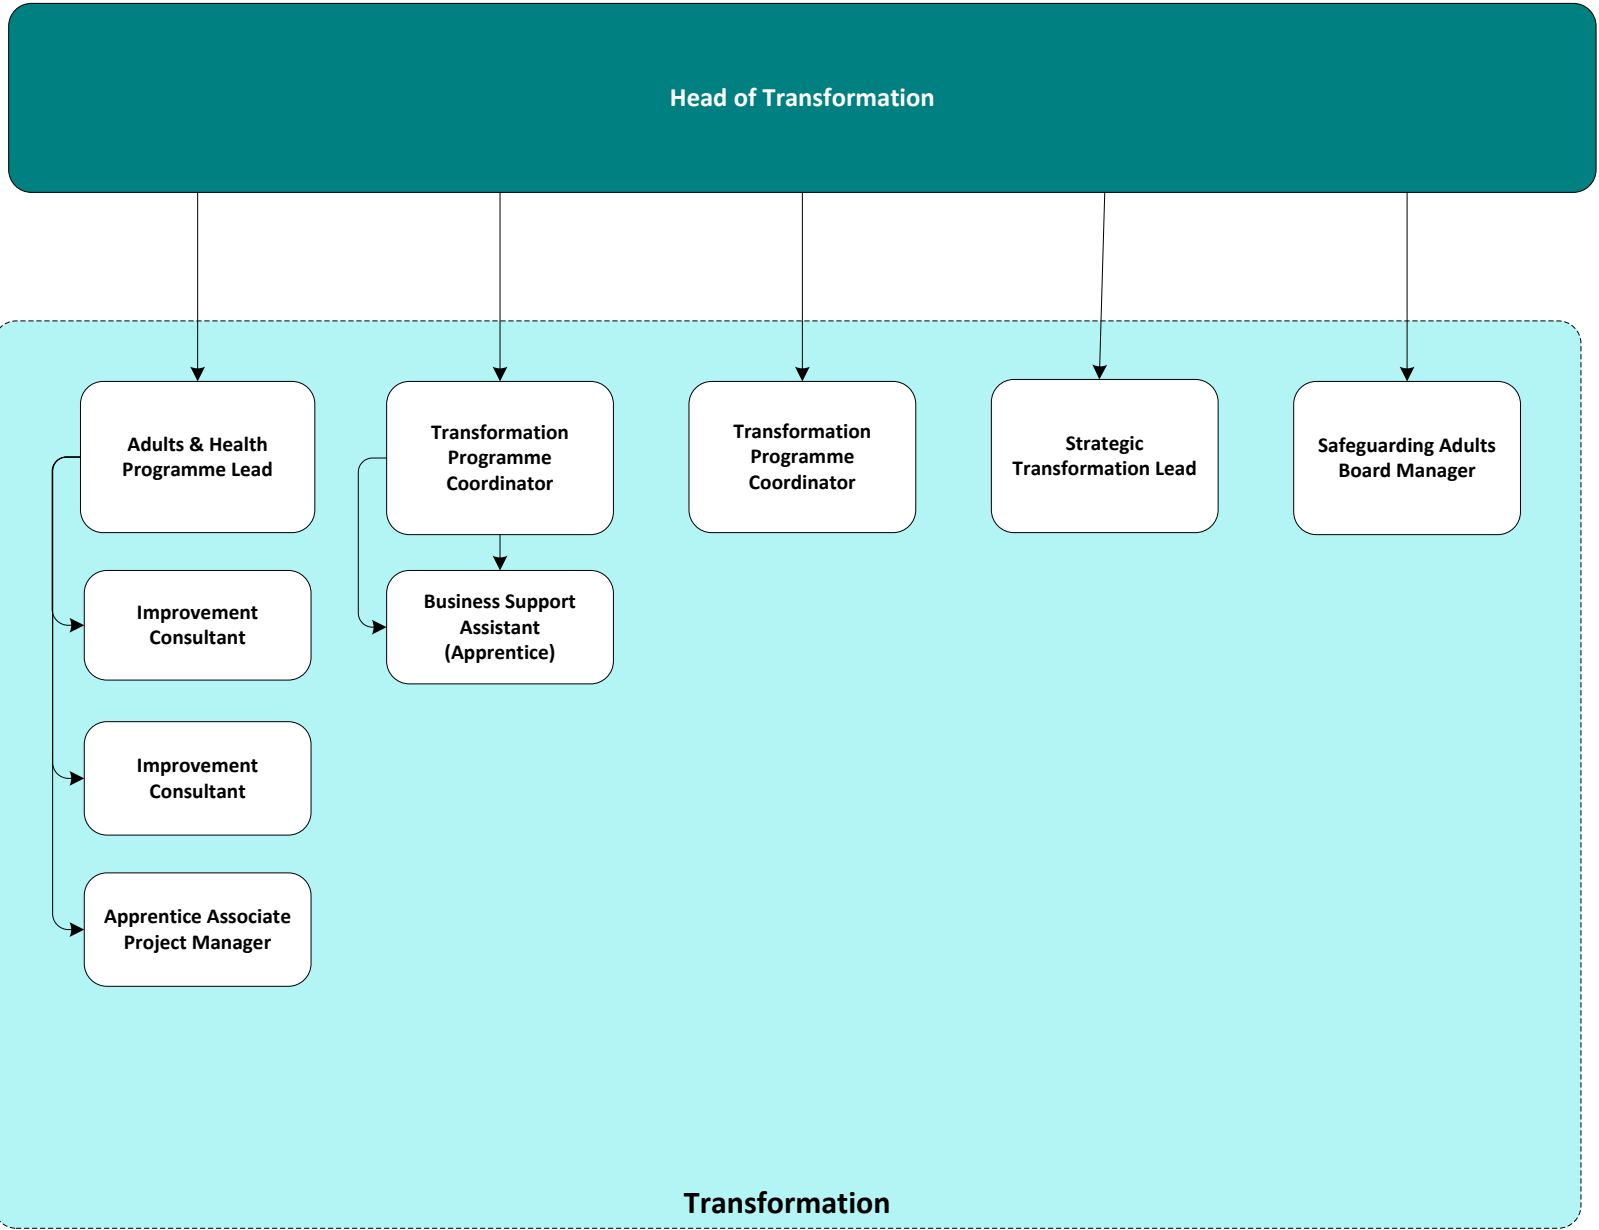 Head of Transformation
Adults & Health
Programme Lead
Transformation
Programme
Coordinator
Transformation
Programme
Coordinator
Strategic
Transformation Lead
Safeguarding Adults
Board Manager
Improvement
Consultant
Business Support
Assistant
(Apprentice)
Improvement
Consultant
Apprentice Associate
Project Manager
Transformation